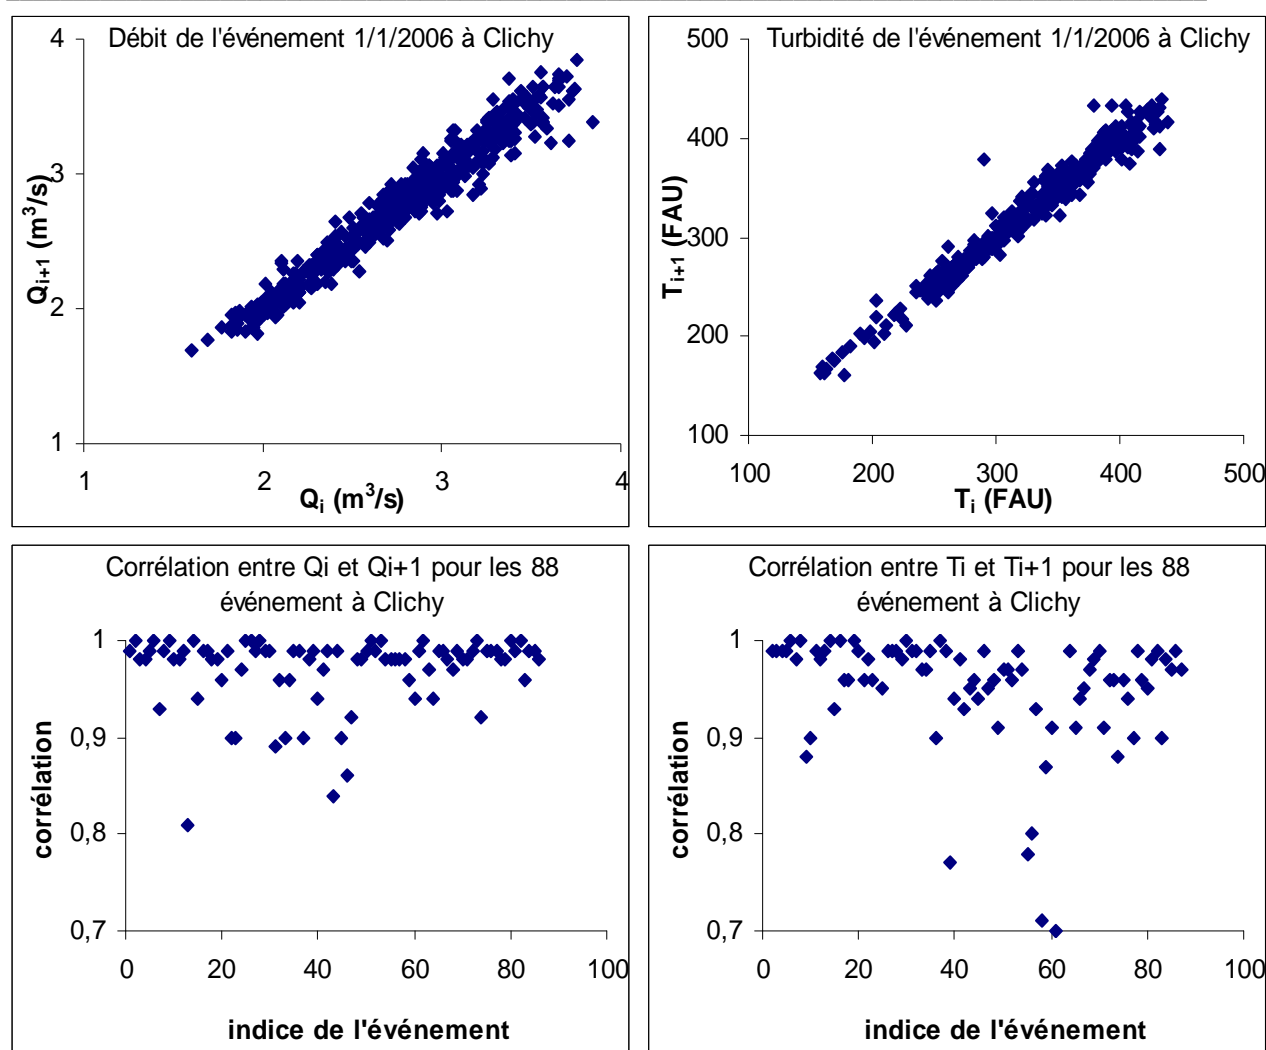 Débit de l'événement 1/1/2006 à Clichy
4
3
2
1
Q_{i+1} (m³/s)
1 2 3 4
Q_i (m³/s)
Turbidité de l'événement 1/1/2006 à Clichy
500
400
300
200
100
T_{i+1} (FAU)
100 200 300 400 500
T_i (FAU)
Corrélation entre Qi et Qi+1 pour les 88
événement à Clichy
1
0,9
0,8
0,7
corrélation
0 20 40 60 80 100
indice de l'événement
Corrélation entre Ti et Ti+1 pour les 88
événement à Clichy
1
0,9
0,8
0,7
corrélation
0 20 40 60 80 100
indice de l'événement